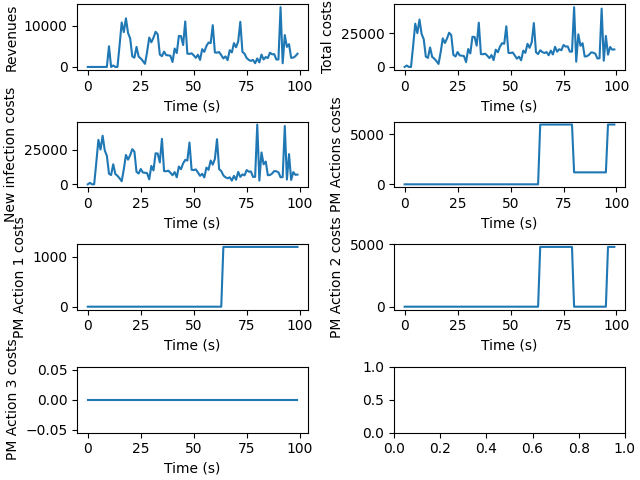 Revenues
10000
0
0 25 50 75 100
Time (s)
Total costs
25000
0
0 25 50 75 100
Time (s)
New infection costs
25000
0
0 25 50 75 100
Time (s)
PM Actions costs
5000
0
0 25 50 75 100
Time (s)
PM Action 1 costs
1000
0
0 25 50 75 100
Time (s)
PM Action 2 costs
5000
0
0 25 50 75 100
Time (s)
PM Action 3 costs
0.05
0.00
−0.05
0 25 50 75 100
Time (s)
1.0
0.5
0.0
0.0 0.2 0.4 0.6 0.8 1.0